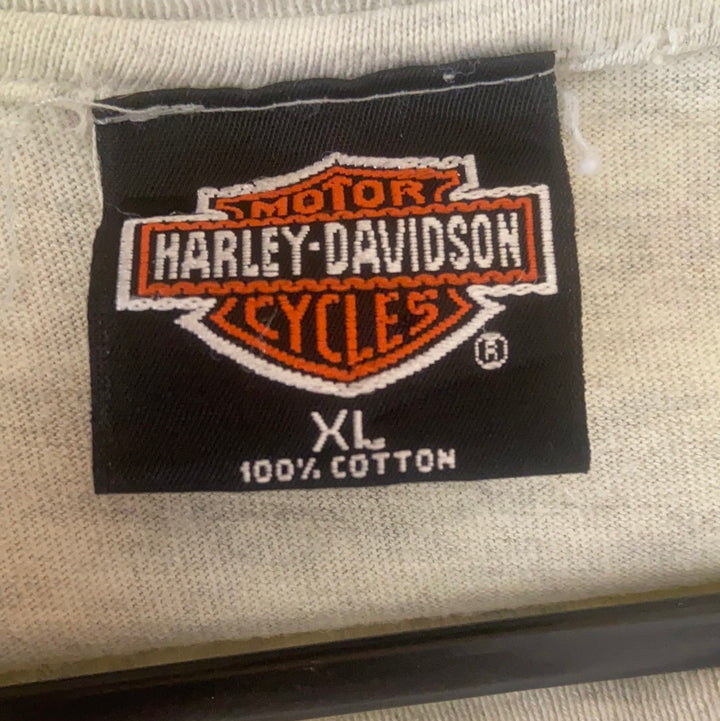 MOTOR
HARLEY-DAVIDSON
CYCLES
®
XL
100% COTTON